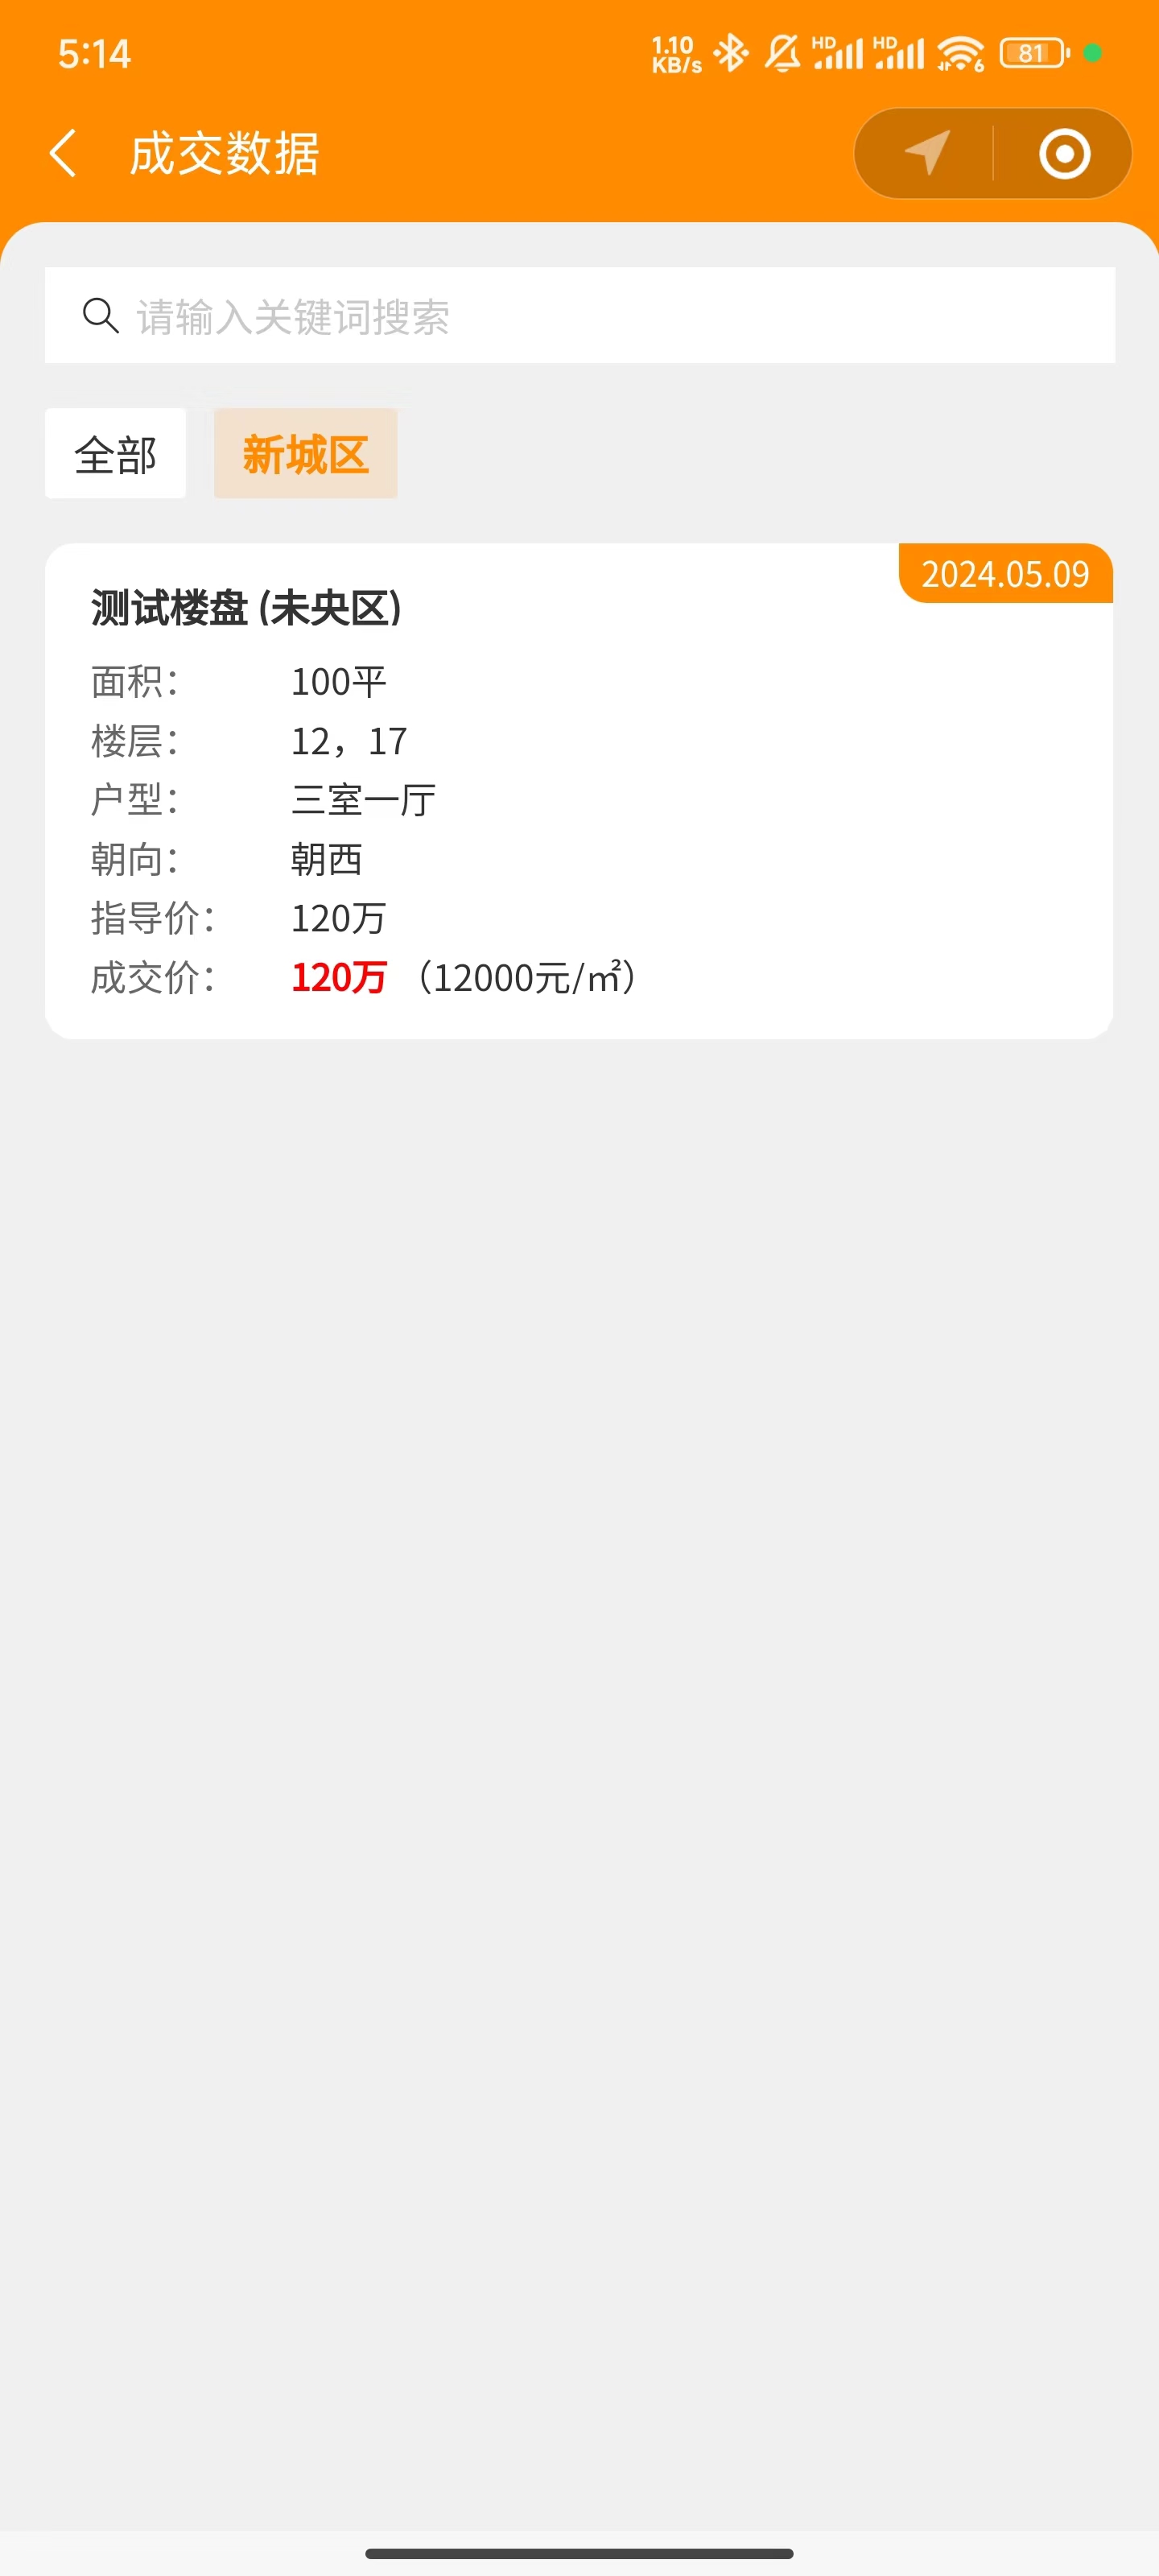 5:14
1.10
KB/s
HD
HD
6
81
成交数据
请输入关键词搜索
全部
新城区
2024.05.09
测试楼盘 (未央区)
面积： 100平
楼层： 12，17
户型： 三室一厅
朝向： 朝西
指导价： 120万
成交价： 120万 （12000元/㎡）